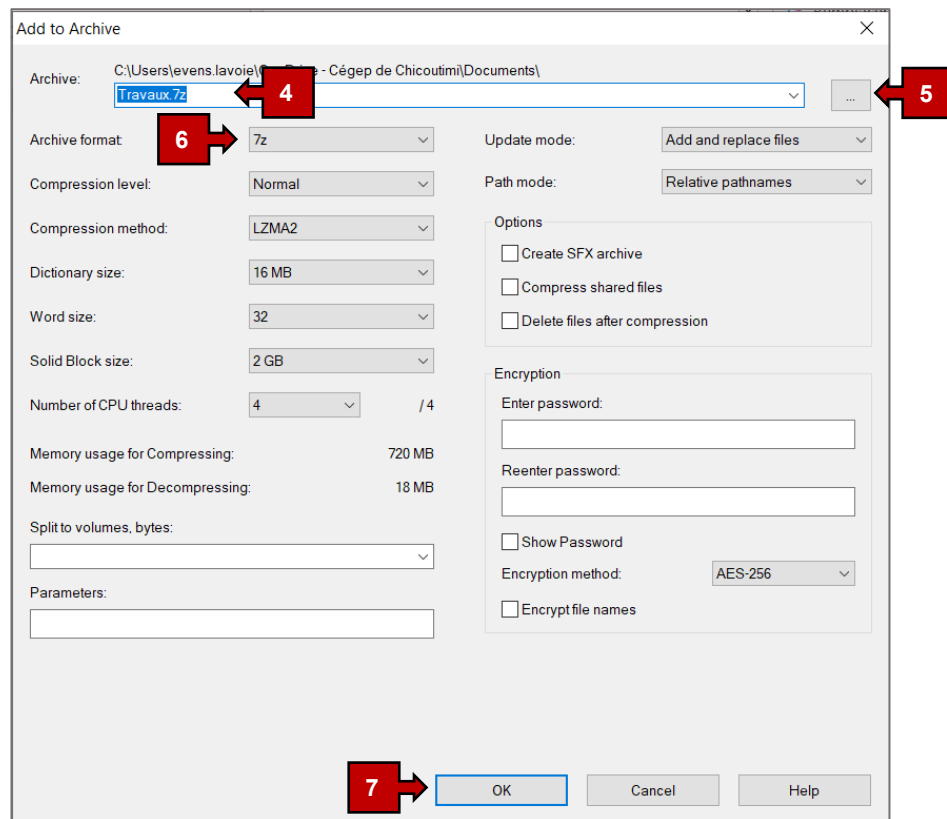 Add to Archive
Archive:
C:\Users\evens.lavoie\ - Cégep de Chicoutimi\Documents\
Travaux.7z
4
...
5
Archive format:
6
7z
Update mode:
Add and replace files
Compression level:
Normal
Path mode:
Relative pathnames
Compression method:
LZMA2
Options
Create SFX archive
Dictionary size:
16 MB
Compress shared files
Word size:
32
Delete files after compression
Solid Block size:
2 GB
Encryption
Number of CPU threads:
4
/ 4
Enter password:
Memory usage for Compressing:
720 MB
Reenter password:
Memory usage for Decompressing:
18 MB
Split to volumes, bytes:
Show Password
Encryption method:
AES-256
Parameters:
Encrypt file names
7
OK
Cancel
Help